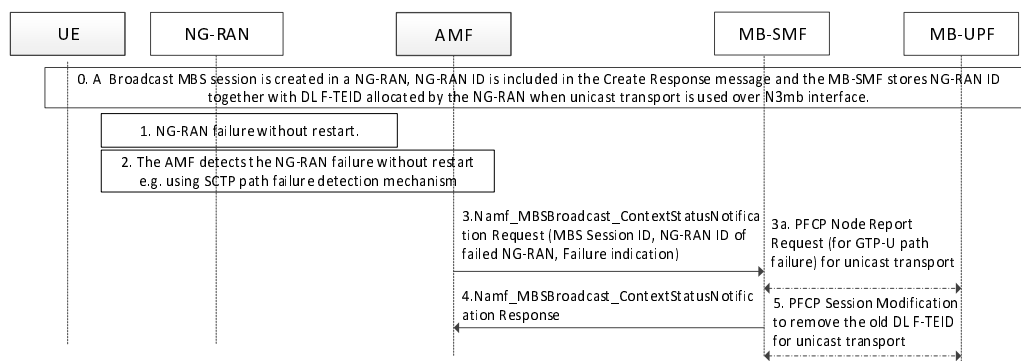 UE
NG-RAN
AMF
MB-SMF
MB-UPF
0. A Broadcast MBS session is created in a NG-RAN, NG-RAN ID is included in the Create Response message and the MB-SMF stores NG-RAN ID
together with DL F-TEID allocated by the NG-RAN when unicast transport is used over N3mb interface.
1. NG-RAN failure without restart.
2. The AMF detects the NG-RAN failure without restart
e.g. using SCTP path failure detection mechanism
3.Namf_MBSBroadcast_ContextStatusNotifica
tion Request (MBS Session ID, NG-RAN ID of
failed NG-RAN, Failure indication)
3a. PFCP Node Report
Request (for GTP-U path
failure) for unicast transport
4.Namf_MBSBroadcast_ContextStatusNotific
ation Response
5. PFCP Session Modification
to remove the old DL F-TEID
for unicast transport